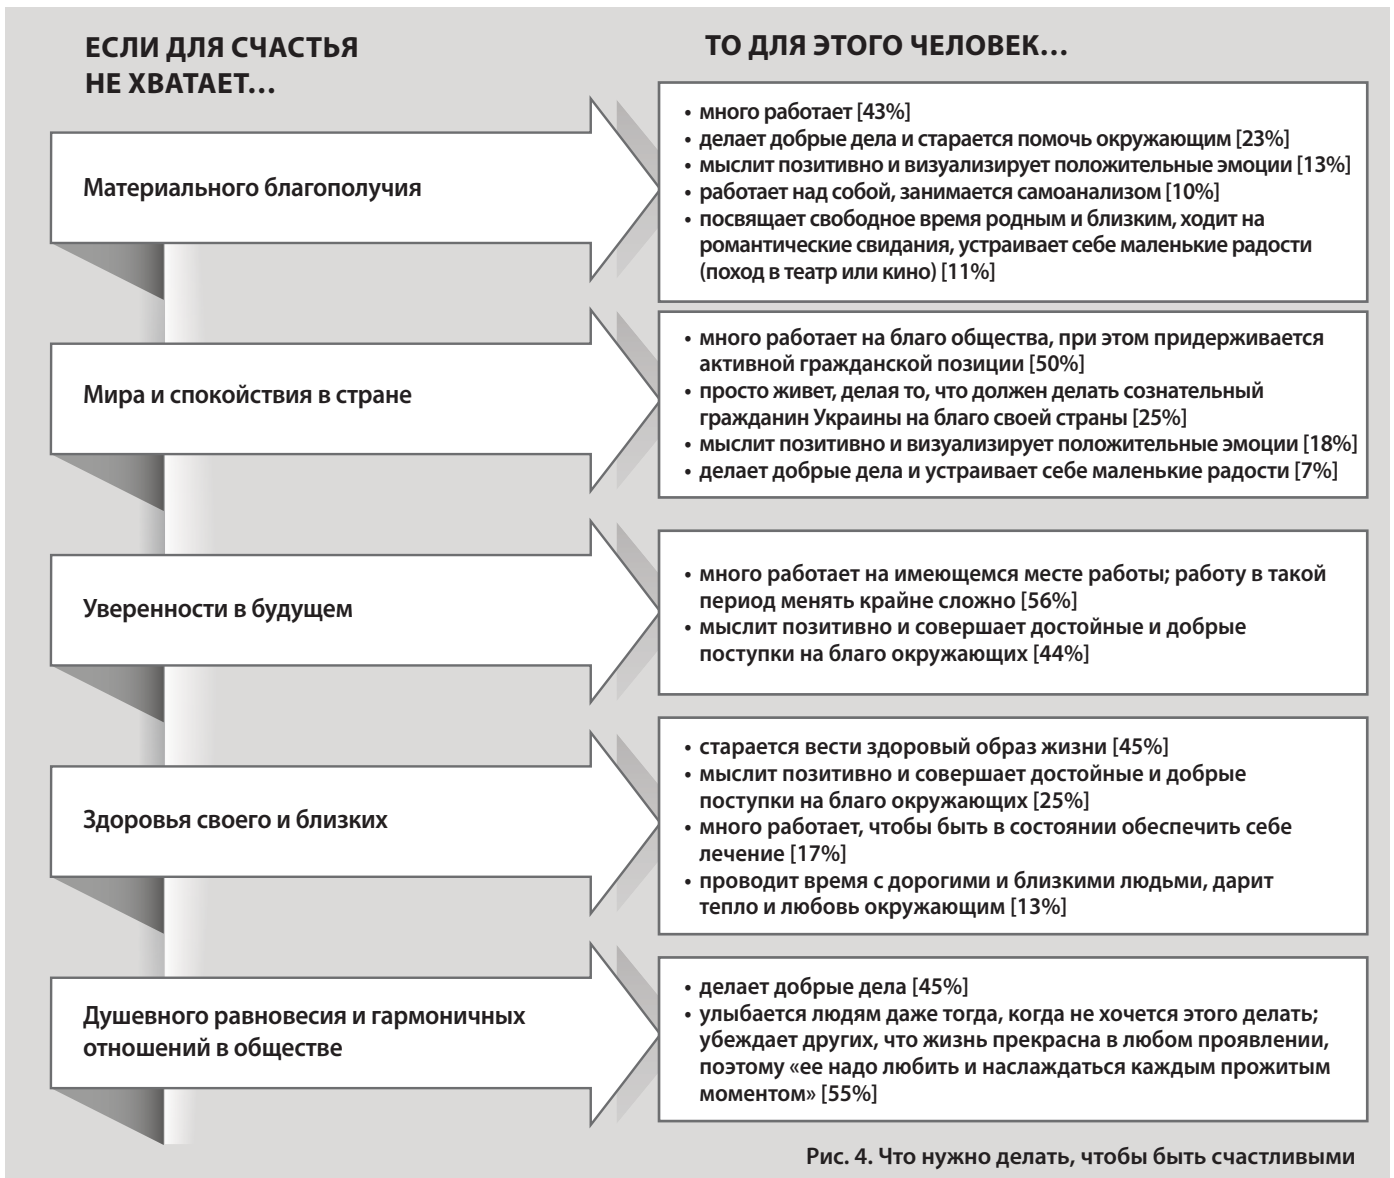 ЕСЛИ ДЛЯ СЧАСТЬЯ
НЕ ХВАТАЕТ…
ТО ДЛЯ ЭТОГО ЧЕЛОВЕК…
Материального благополучия
• много работает [43%]
• делает добрые дела и старается помочь окружающим [23%]
• мыслит позитивно и визуализирует положительные эмоции [13%]
• работает над собой, занимается самоанализом [10%]
• посвящает свободное время родным и близким, ходит на
романтические свидания, устраивает себе маленькие радости
(поход в театр или кино) [11%]
Мира и спокойствия в стране
• много работает на благо общества, при этом придерживается
активной гражданской позиции [50%]
• просто живет, делая то, что должен делать сознательный
гражданин Украины на благо своей страны [25%]
• мыслит позитивно и визуализирует положительные эмоции [18%]
• делает добрые дела и устраивает себе маленькие радости [7%]
Уверенности в будущем
• много работает на имеющемся месте работы; работу в такой
период менять крайне сложно [56%]
• мыслит позитивно и совершает достойные и добрые
поступки на благо окружающих [44%]
Здоровья своего и близких
• старается вести здоровый образ жизни [45%]
• мыслит позитивно и совершает достойные и добрые
поступки на благо окружающих [25%]
• много работает, чтобы быть в состоянии обеспечить себе
лечение [17%]
• проводит время с дорогими и близкими людьми, дарит
тепло и любовь окружающим [13%]
Душевного равновесия и гармоничных
отношений в обществе
• делает добрые дела [45%]
• улыбается людям даже тогда, когда не хочется этого делать;
убеждает других, что жизнь прекрасна в любом проявлении,
поэтому «ее надо любить и наслаждаться каждым прожитым
моментом» [55%]
Рис. 4. Что нужно делать, чтобы быть счастливыми